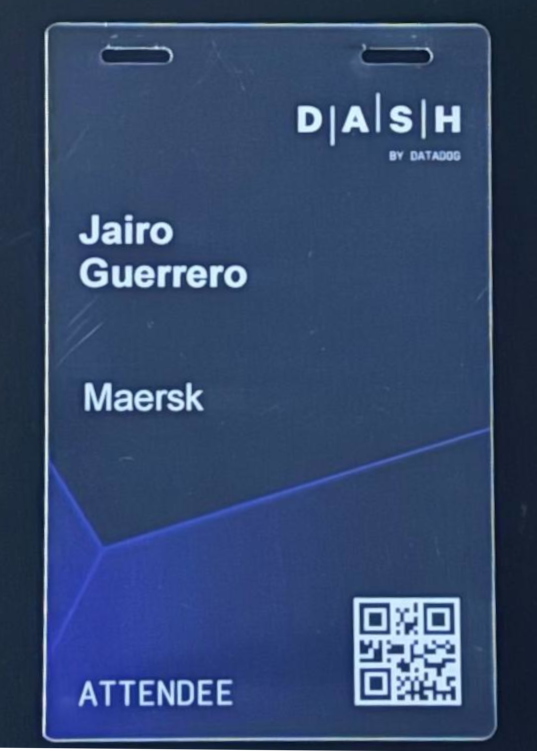 D|A|S|H
BY DATADOG
Jairo
Guerrero
Maersk
ATTENDEE